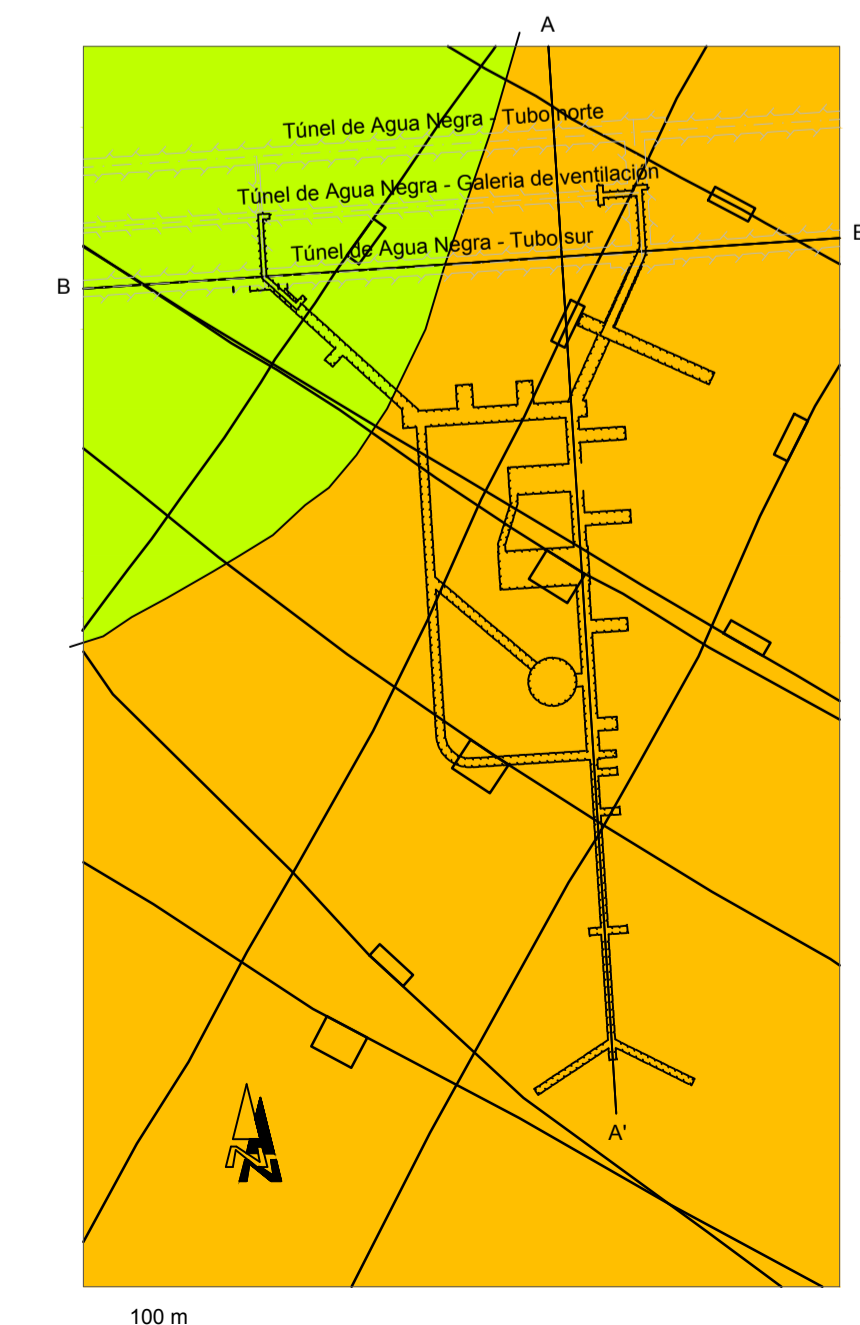 A
Túnel de Agua Negra - Tubo norte
Túnel de Agua Negra - Galeria de ventilación
Túnel de Agua Negra - Tubo sur
B
A'
N
100 m